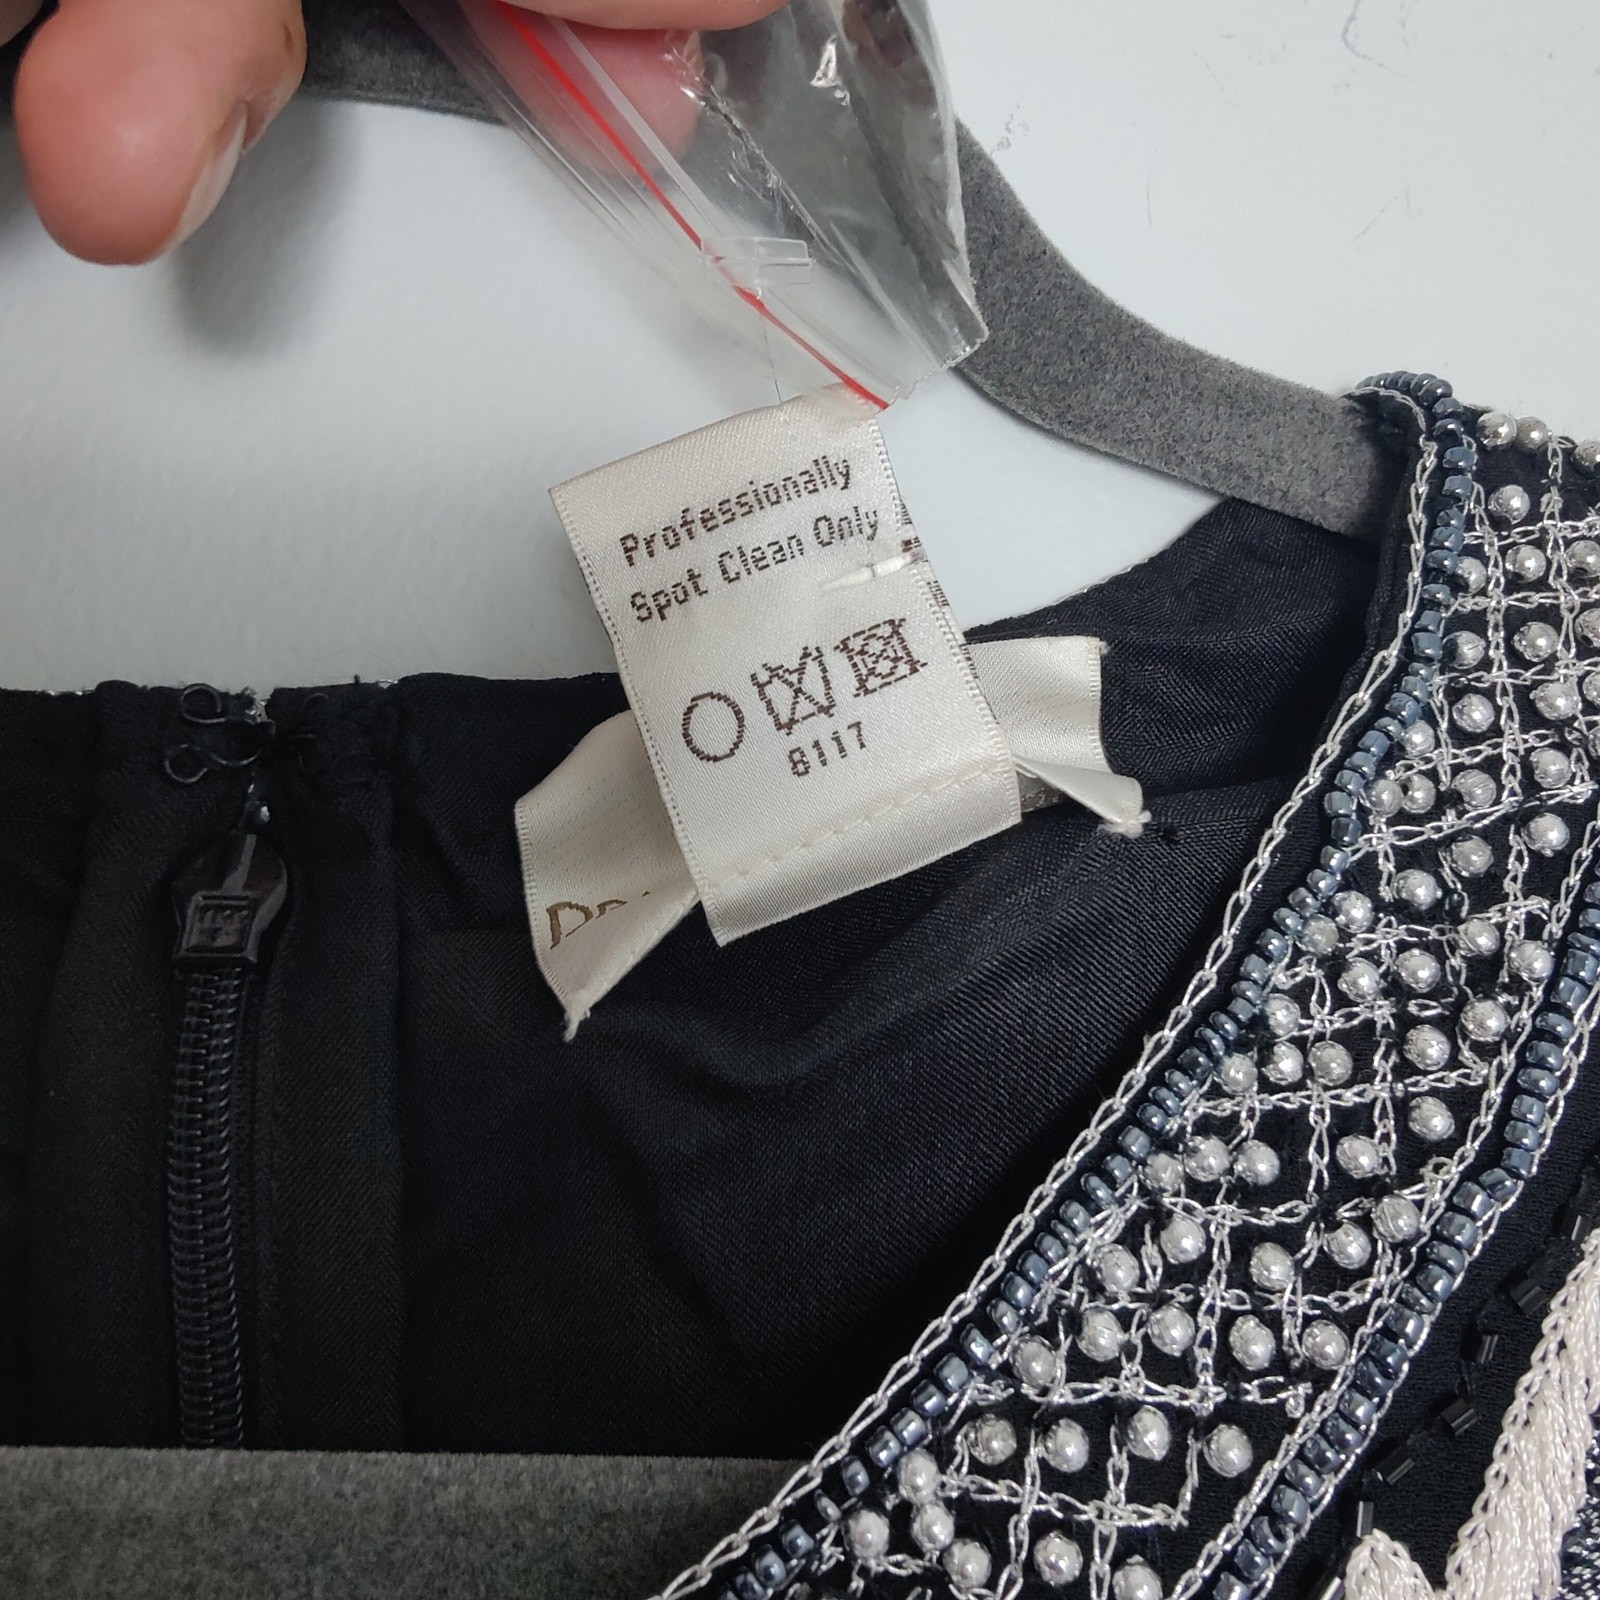 Professionally
Spot Clean Only
8117